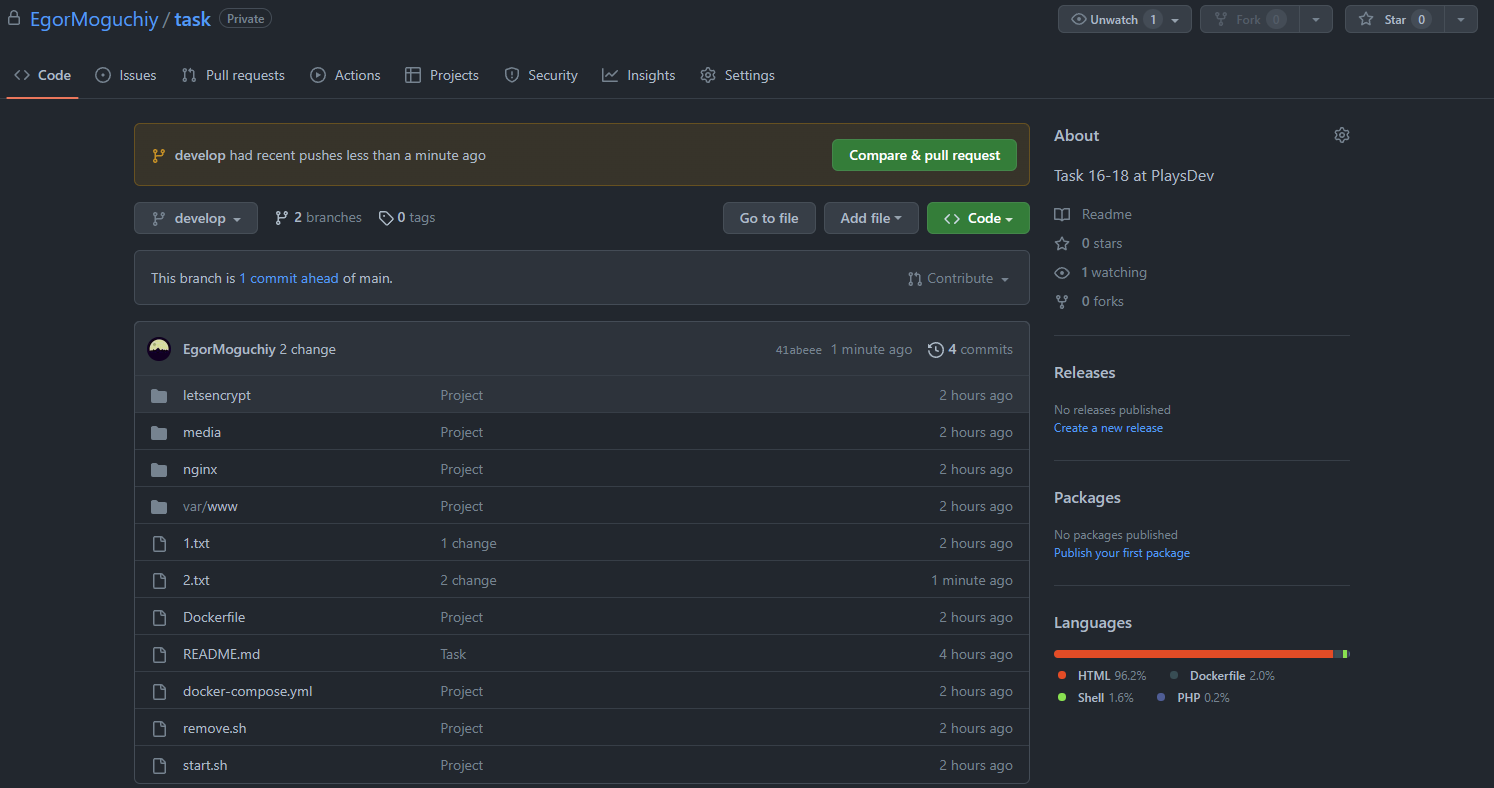 EgorMoguchiy / task Private Unwatch 1 Fork 0 Star 0
Code Issues Pull requests Actions Projects Security Insights Settings
develop had recent pushes less than a minute ago Compare & pull request
develop 2 branches 0 tags Go to file Add file Code
This branch is 1 commit ahead of main. Contribute
EgorMoguchiy 2 change 41abeee 1 minute ago 4 commits
letsencrypt Project 2 hours ago
media Project 2 hours ago
nginx Project 2 hours ago
var/www Project 2 hours ago
1.txt 1 change 2 hours ago
2.txt 2 change 1 minute ago
Dockerfile Project 2 hours ago
README.md Task 4 hours ago
docker-compose.yml Project 2 hours ago
remove.sh Project 2 hours ago
start.sh Project 2 hours ago
About
Task 16-18 at PlaysDev
Readme
0 stars
1 watching
0 forks
Releases
No releases published
Create a new release
Packages
No packages published
Publish your first package
Languages
HTML 96.2% Dockerfile 2.0%
Shell 1.6% PHP 0.2%